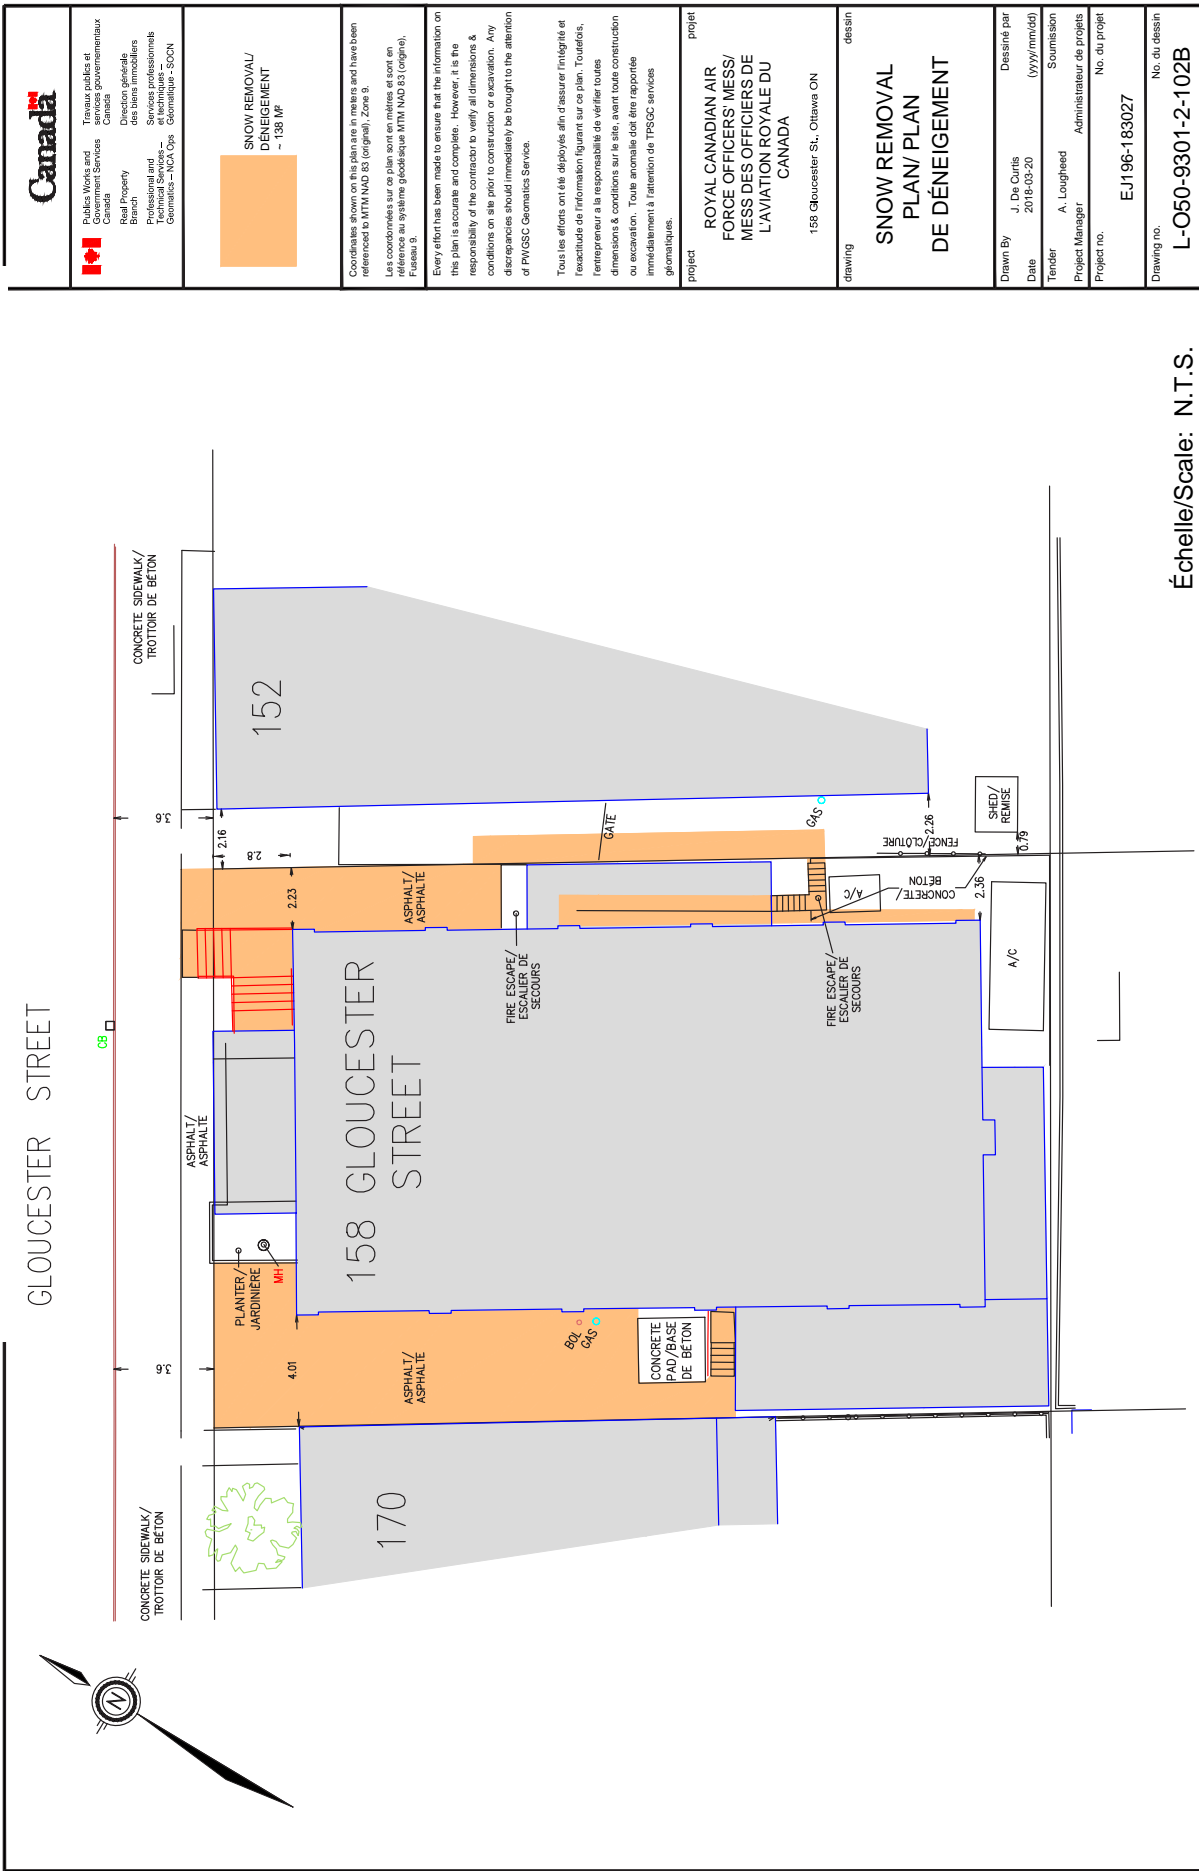 Canada
Publics Works and
Government Services
Canada
Travaux publics et
services gouvernementaux
Canada
Real Property
Branch
Direction générale
des biens immobiliers
Professional and
Technical Services –
Geomatics – NCA Ops
Services professionnels
et techniques –
Géomatique - SOCN
SNOW REMOVAL/
DÉNEIGEMENT
~ 138 M²
Coordinates shown on this plan are in meters and have been
referenced to MTM NAD 83 (original), Zone 9.
Les coordonnées sur ce plan sont en mètres et sont en
référence au système géodésique MTM NAD 83 (origine),
Fuseau 9.
Every effort has been made to ensure that the information on
this plan is accurate and complete. However, it is the
responsibility of the contractor to verify all dimensions &
conditions on site prior to construction or excavation. Any
discrepancies should immediately be brought to the attention
of PWGSC Geomatics Service.
Tous les efforts ont été déployés afin d'assurer l'intégrité et
l'exactitude de l'information figurant sur ce plan. Toutefois,
l'entrepreneur a la responsabilité de vérifier toutes
dimensions & conditions sur le site, avant toute construction
ou excavation. Toute anomalie doit être rapportée
immédiatement à l'attention de TPSGC services
géomatiques.
project
projet
ROYAL CANADIAN AIR
FORCE OFFICERS' MESS/
MESS DES OFFICIERS DE
L'AVIATION ROYALE DU
CANADA
158 Gloucester St., Ottawa ON
drawing
dessin
SNOW REMOVAL
PLAN/ PLAN
DE DÉNEIGEMENT
Drawn By
J. De Curtis
Dessiné par
Date
2018-03-20
(yyyy/mm/dd)
Tender
Soumission
A. Lougheed
Project Manager
Administrateur de projets
Project no.
No. du projet
EJ196-183027
Drawing no.
No. du dessin
L-O50-9301-2-102B
Échelle/Scale: N.T.S.
GLOUCESTER STREET
CB
CONCRETE SIDEWALK/
TROTTOIR DE BÉTON
CONCRETE SIDEWALK/
TROTTOIR DE BÉTON
3.6
3.6
ASPHALT/
ASPHALTE
PLANTER/
JARDINIÈRE
MH
152
2.16
2.8
2.23
4.01
170
158 GLOUCESTER
STREET
ASPHALT/
ASPHALTE
ASPHALT/
ASPHALTE
FIRE ESCAPE/
ESCALIER DE
SECOURS
FIRE ESCAPE/
ESCALIER DE
SECOURS
GATE
BOL
GAS
GAS
CONCRETE
PAD/BASE
DE BÉTON
A/C
CONCRETE/
BÉTON
FENCE/CLÔTURE
2.26
SHED/
REMISE
0.79
2.36
A/C
N